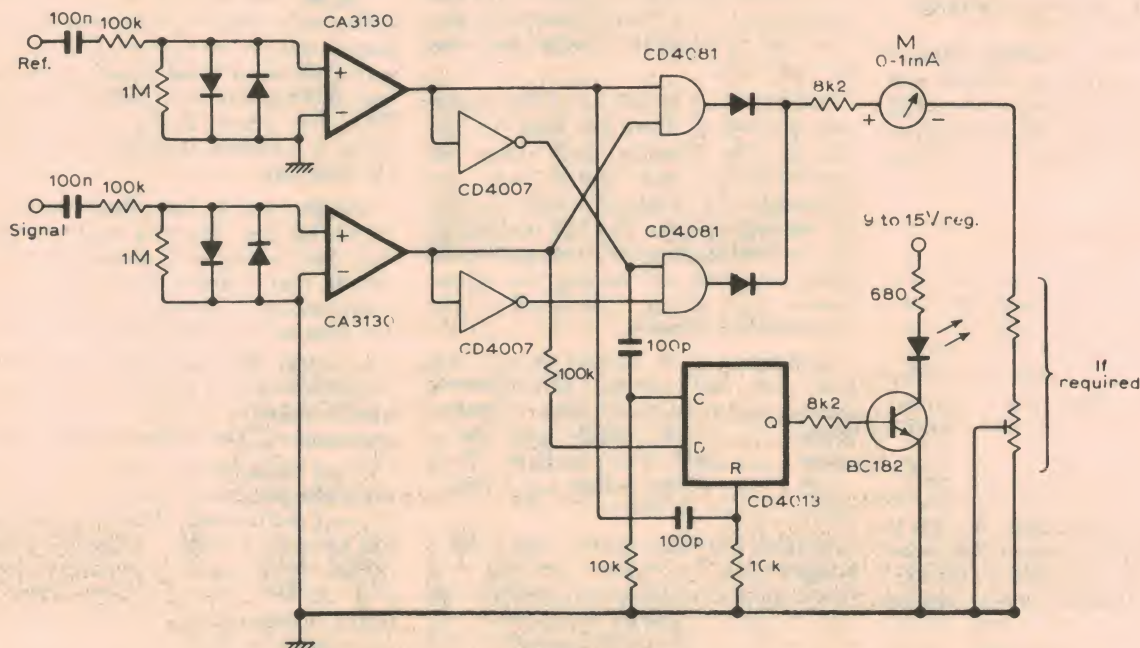 100n
100k
Ref.
1M
CA3130
+
−
CD4007
CD4081
8k2
M
0-1mA
+
−
100n
100k
Signal
1M
+
−
CA3130
CD4007
CD4081
9 to 15V reg.
680
100p
100k
C
D
Q
R
CD4013
8k2
BC182
If
required
100p
10k
10k